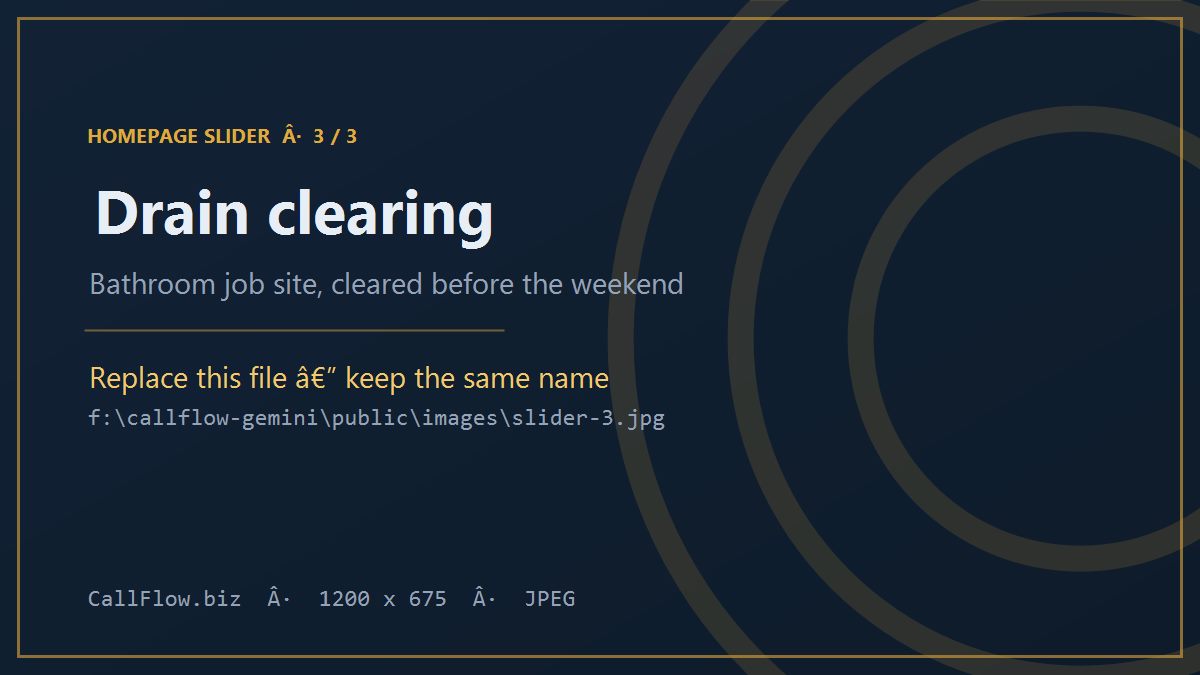 HOMEPAGE SLIDER Â· 3 / 3
Drain clearing
Bathroom job site, cleared before the weekend
Replace this file â€” keep the same name
f:\callflow-gemini\public\images\slider-3.jpg
CallFlow.biz Â· 1200 x 675 Â· JPEG